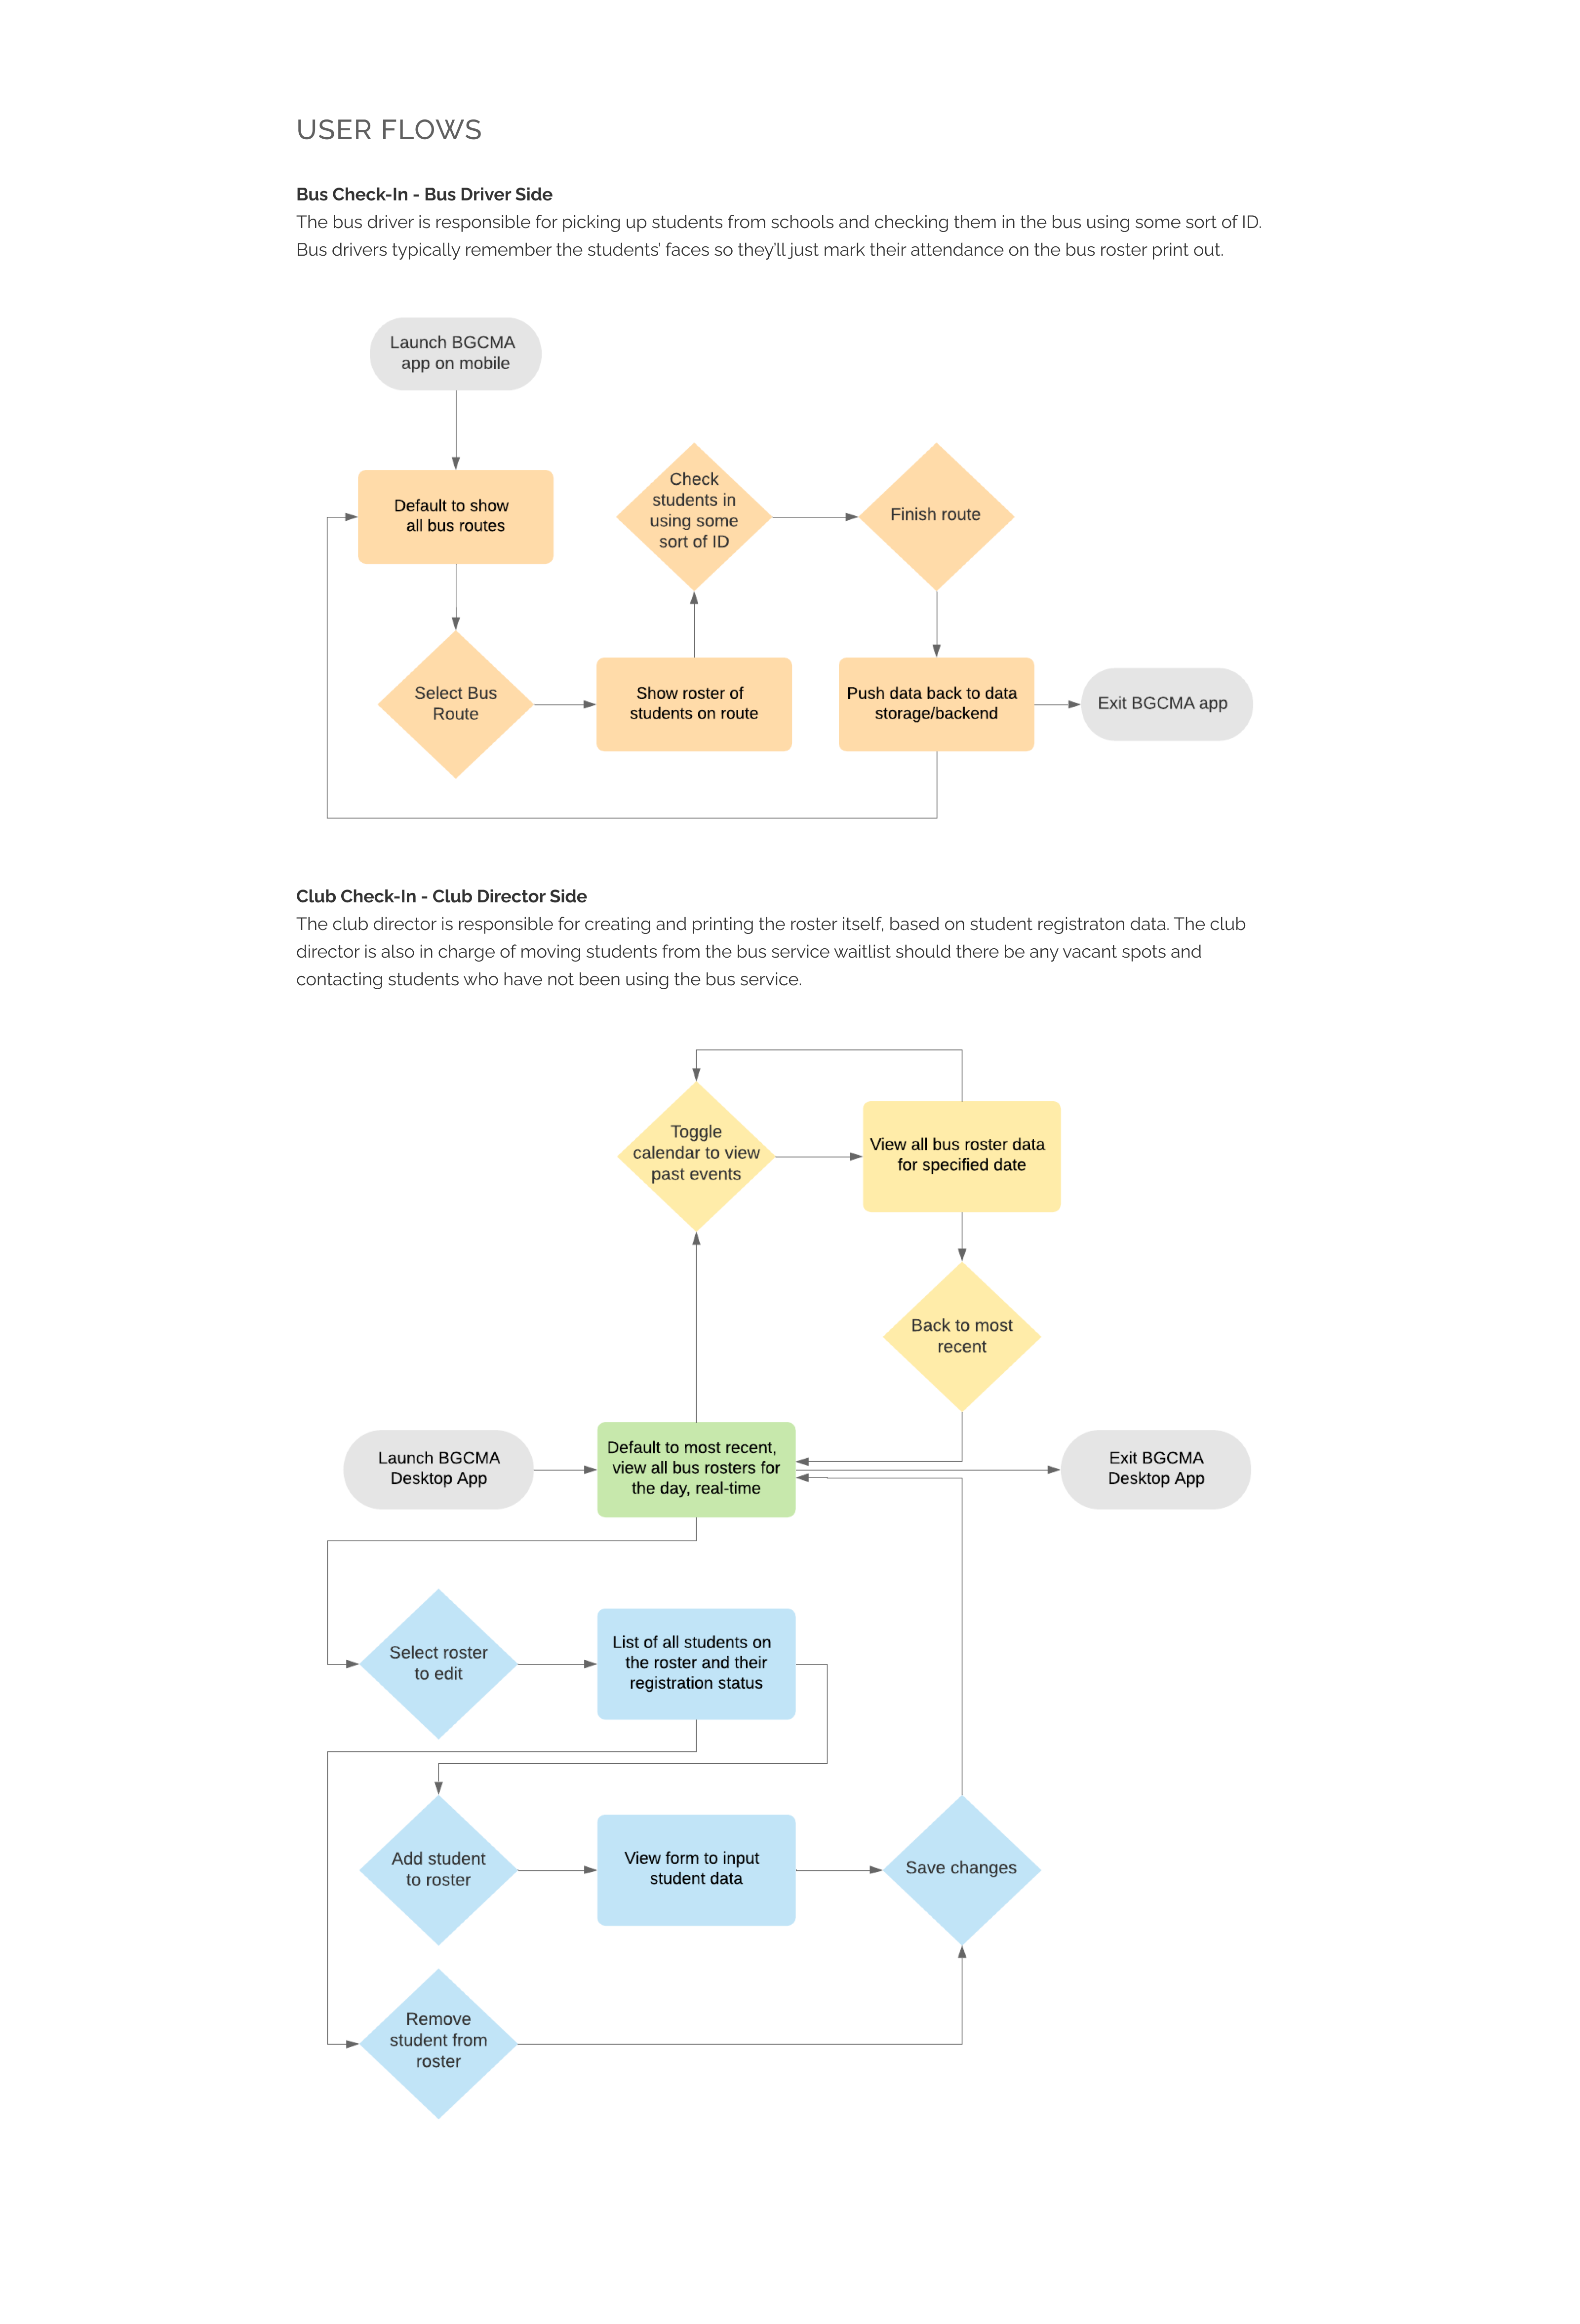 USER FLOWS
Bus Check-In - Bus Driver Side
The bus driver is responsible for picking up students from schools and checking them in the bus using some sort of ID.
Bus drivers typically remember the students' faces so they'll just mark their attendance on the bus roster print out.
Launch BGCMA
app on mobile
Default to show
all bus routes
Select Bus
Route
Show roster of
students on route
Check
students in
using some
sort of ID
Finish route
Push data back to data
storage/backend
Exit BGCMA app
Club Check-In - Club Director Side
The club director is responsible for creating and printing the roster itself, based on student registraton data. The club
director is also in charge of moving students from the bus service waitlist should there be any vacant spots and
contacting students who have not been using the bus service.
Toggle
calendar to view
past events
View all bus roster data
for specified date
Back to most
recent
Launch BGCMA
Desktop App
Default to most recent,
view all bus rosters for
the day, real-time
Exit BGCMA
Desktop App
Select roster
to edit
List of all students on
the roster and their
registration status
Add student
to roster
View form to input
student data
Save changes
Remove
student from
roster